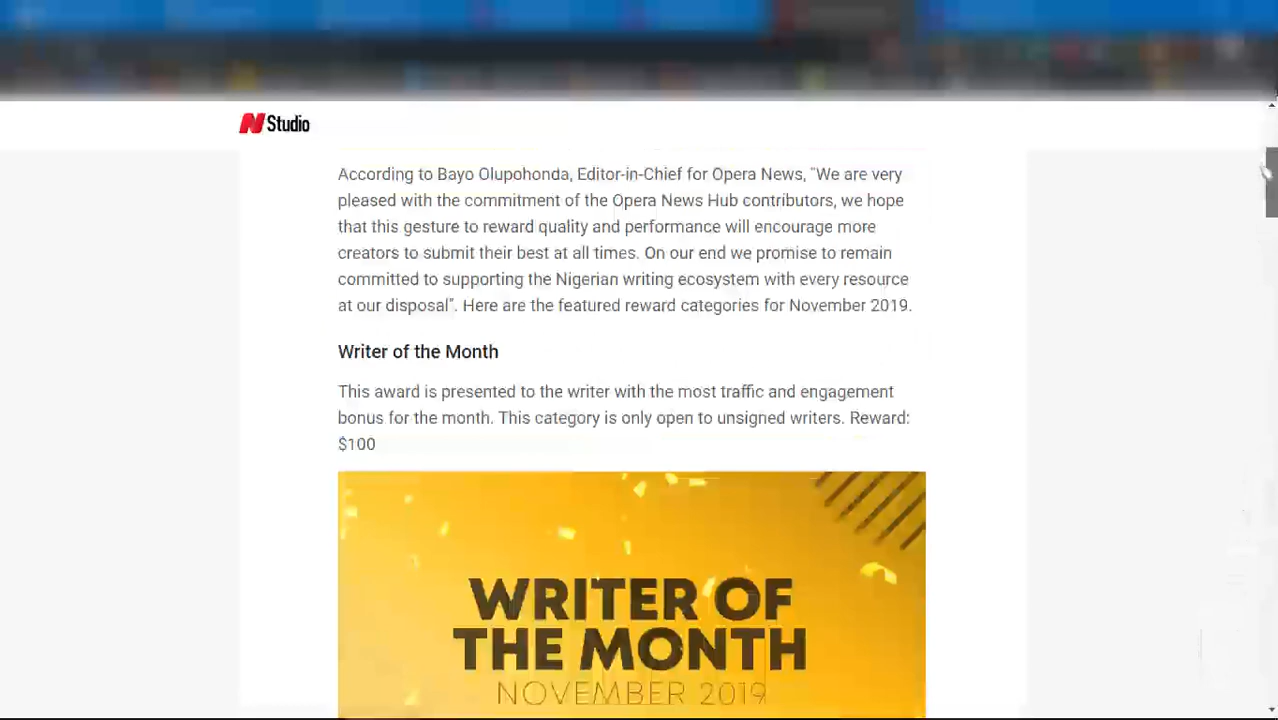 N Studio
According to Bayo Olupohonda, Editor-in-Chief for Opera News, "We are very
pleased with the commitment of the Opera News Hub contributors, we hope
that this gesture to reward quality and performance will encourage more
creators to submit their best at all times. On our end we promise to remain
committed to supporting the Nigerian writing ecosystem with every resource
at our disposal". Here are the featured reward categories for November 2019.
Writer of the Month
This award is presented to the writer with the most traffic and engagement
bonus for the month. This category is only open to unsigned writers. Reward:
$100
WRITER OF
THE MONTH
NOVEMBER 2019